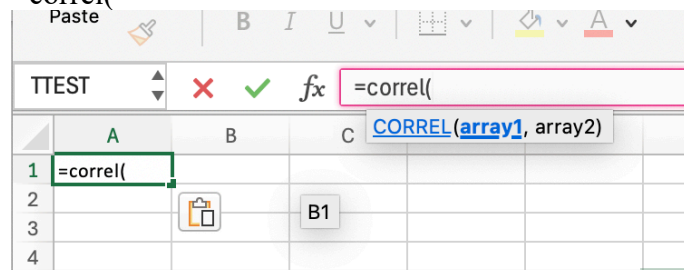 correl(
Paste B I U A
TTEST fx =correl(
CORREL(array1, array2)
A B C
1 =correl(
2
B1
3
4